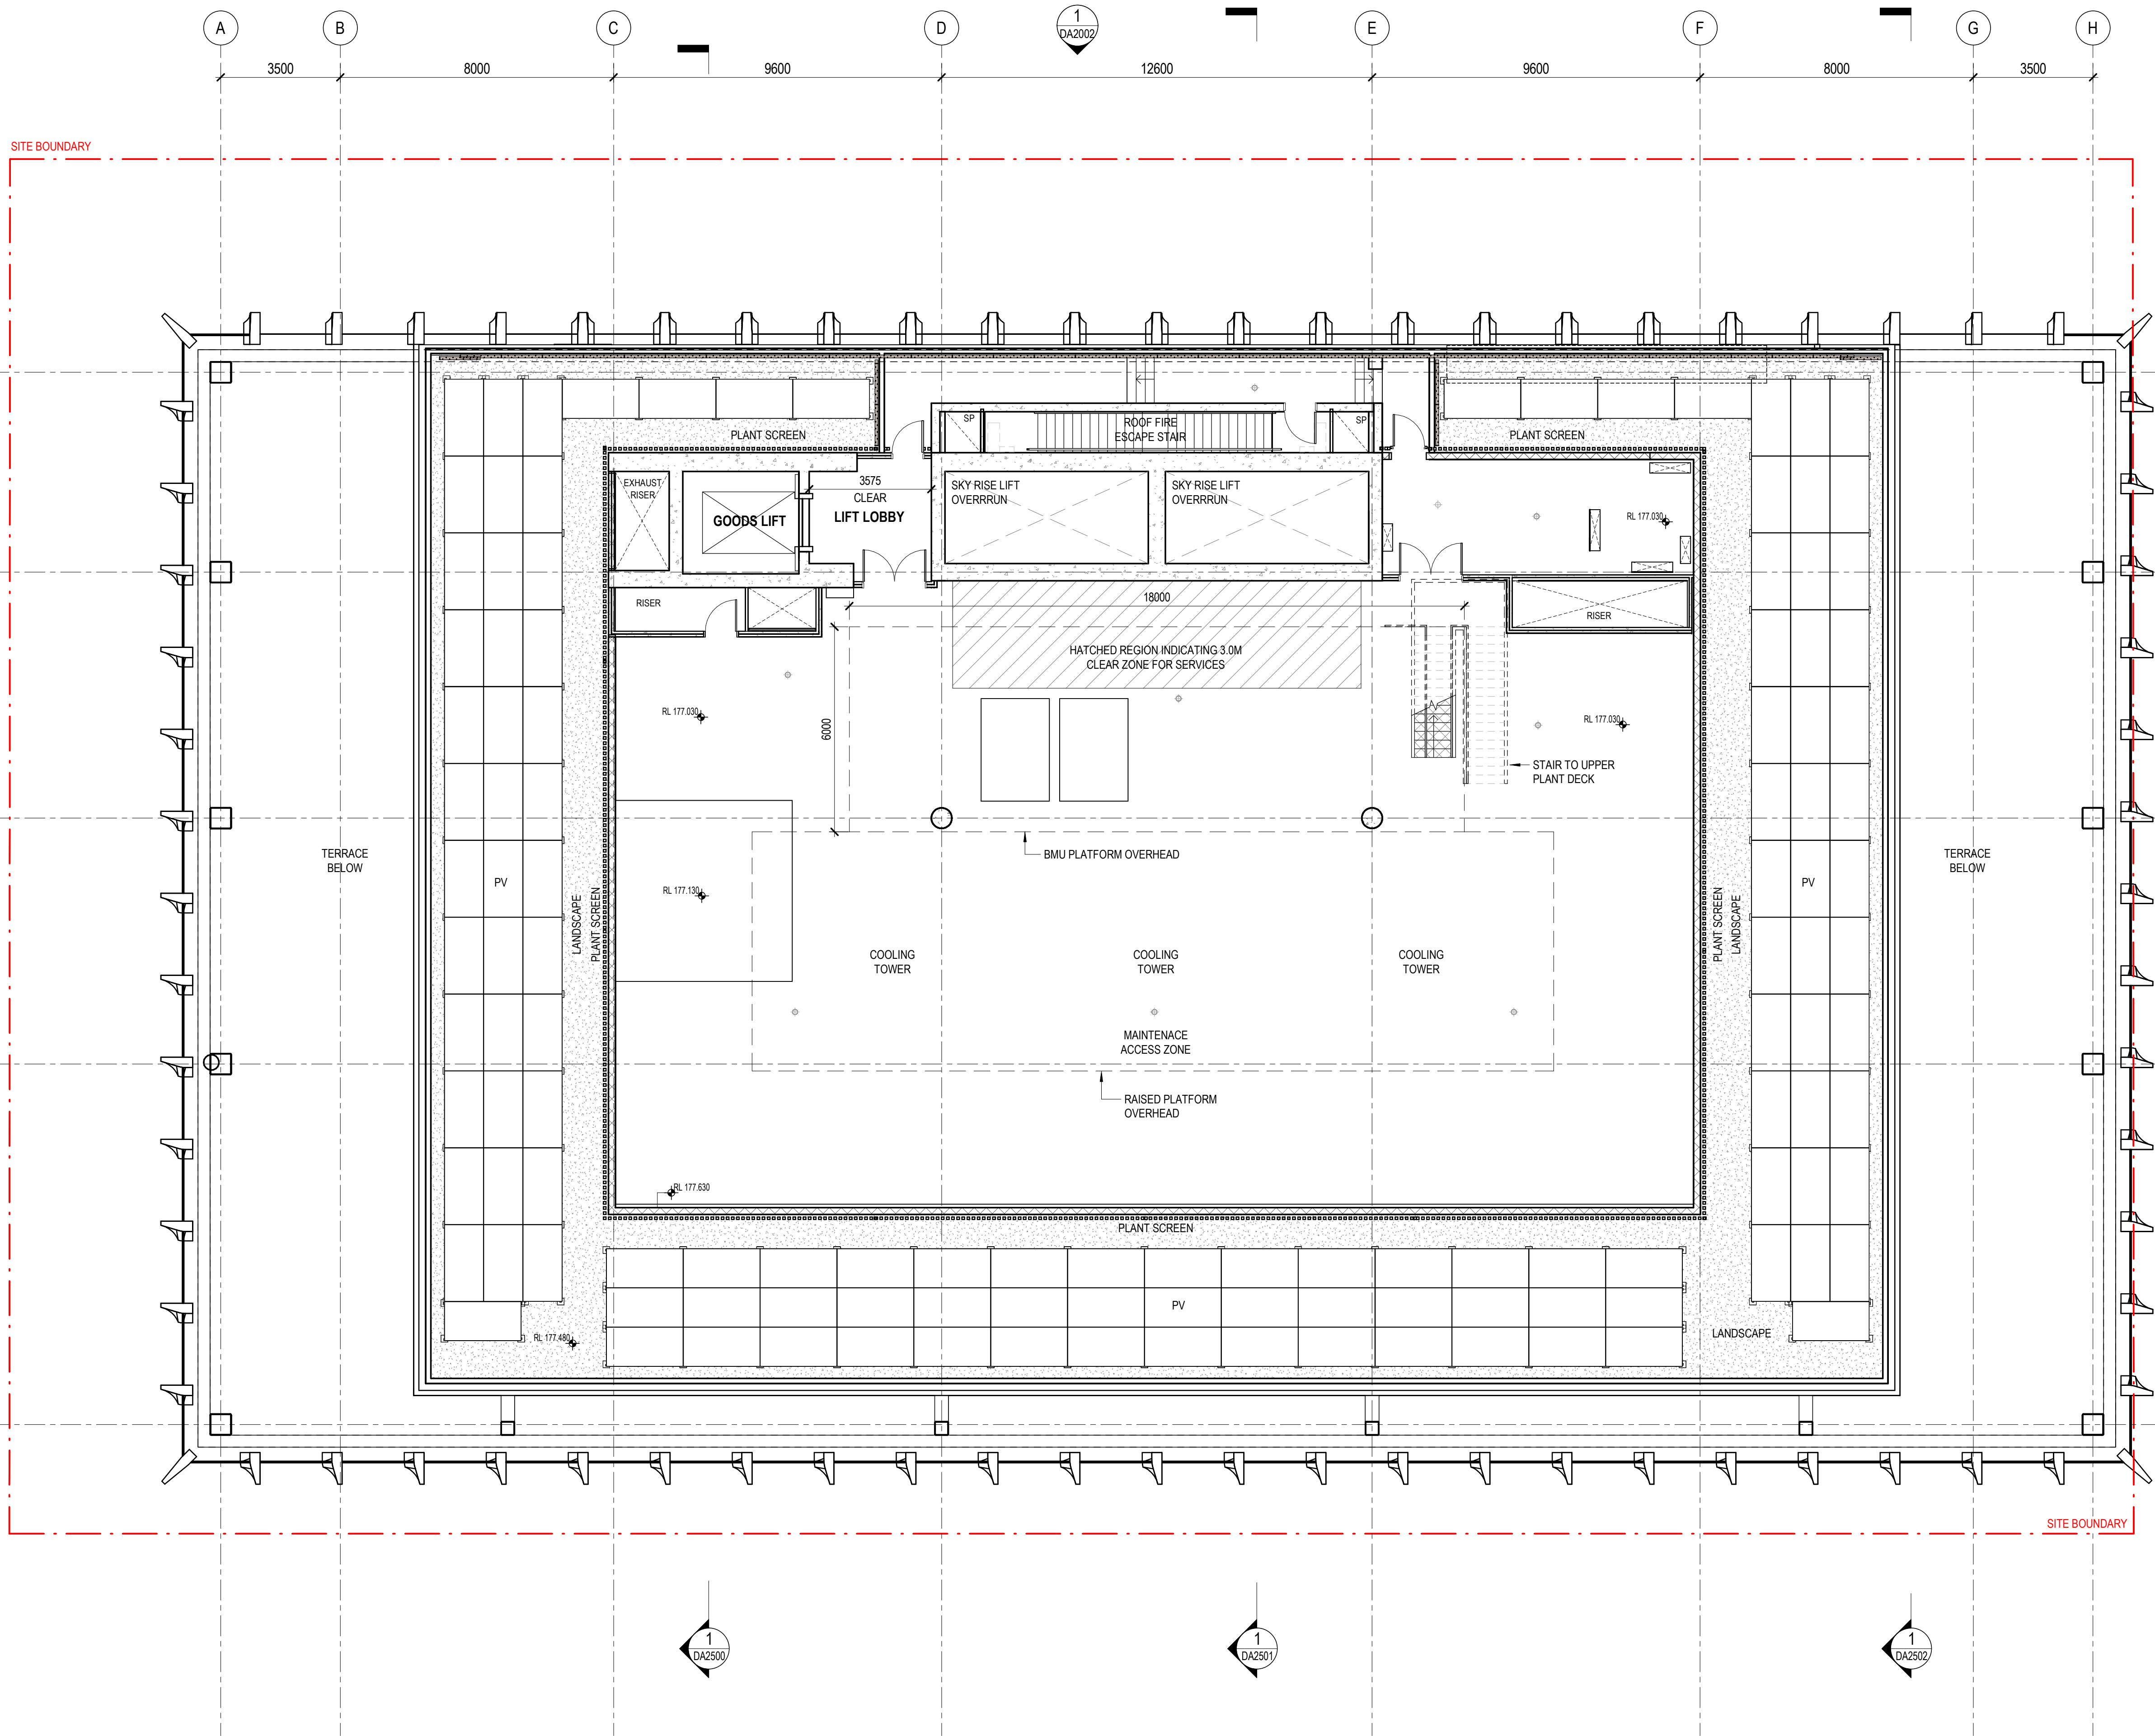 A
B
C
D
1
DA2002
E
F
G
H
3500
8000
9600
12600
9600
8000
3500
SITE BOUNDARY
PLANT SCREEN
SP
ROOF FIRE
ESCAPE STAIR
SP
PLANT SCREEN
EXHAUST
RISER
GOODS LIFT
3575
CLEAR
LIFT LOBBY
SKY RISE LIFT
OVERRRUN
SKY RISE LIFT
OVERRRUN
RL 177.030
RISER
18000
RISER
HATCHED REGION INDICATING 3.0M
CLEAR ZONE FOR SERVICES
RL 177.030
6000
RL 177.030
STAIR TO UPPER
PLANT DECK
TERRACE
BELOW
PV
LANDSCAPE
PLANT SCREEN
RL 177.130
BMU PLATFORM OVERHEAD
PLANT SCREEN
LANDSCAPE
PV
TERRACE
BELOW
COOLING
TOWER
COOLING
TOWER
COOLING
TOWER
MAINTENACE
ACCESS ZONE
RAISED PLATFORM
OVERHEAD
RL 177.630
PLANT SCREEN
PV
RL 177.480
LANDSCAPE
SITE BOUNDARY
1
DA2500
1
DA2501
1
DA2502